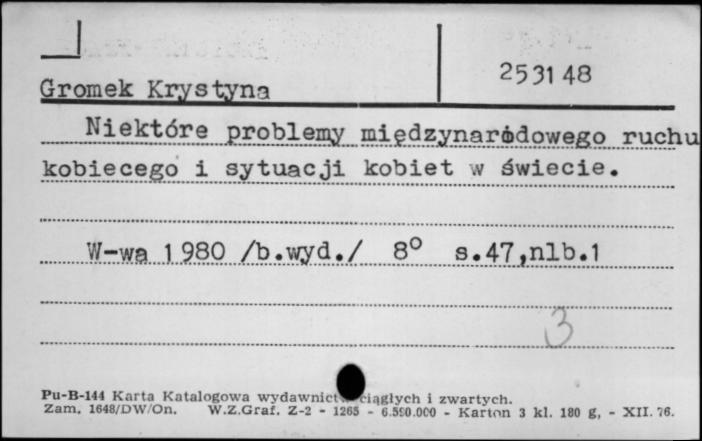 253148
Gromek Krystyna
Niektóre problemy międzynarodowego ruchu
kobiecego i sytuacji kobiet w świecie.
W-wa 1980 /b.wyd./ 8° s.47,nlb.1
3
Pu-B-144 Karta Katalogowa wydawnictw ciągłych i zwartych.
Zam. 1648/DW/On. W.Z.Graf. Z-2 - 1265 - 6.550.000 - Karton 3 kl. 180 g, - XII. 76.